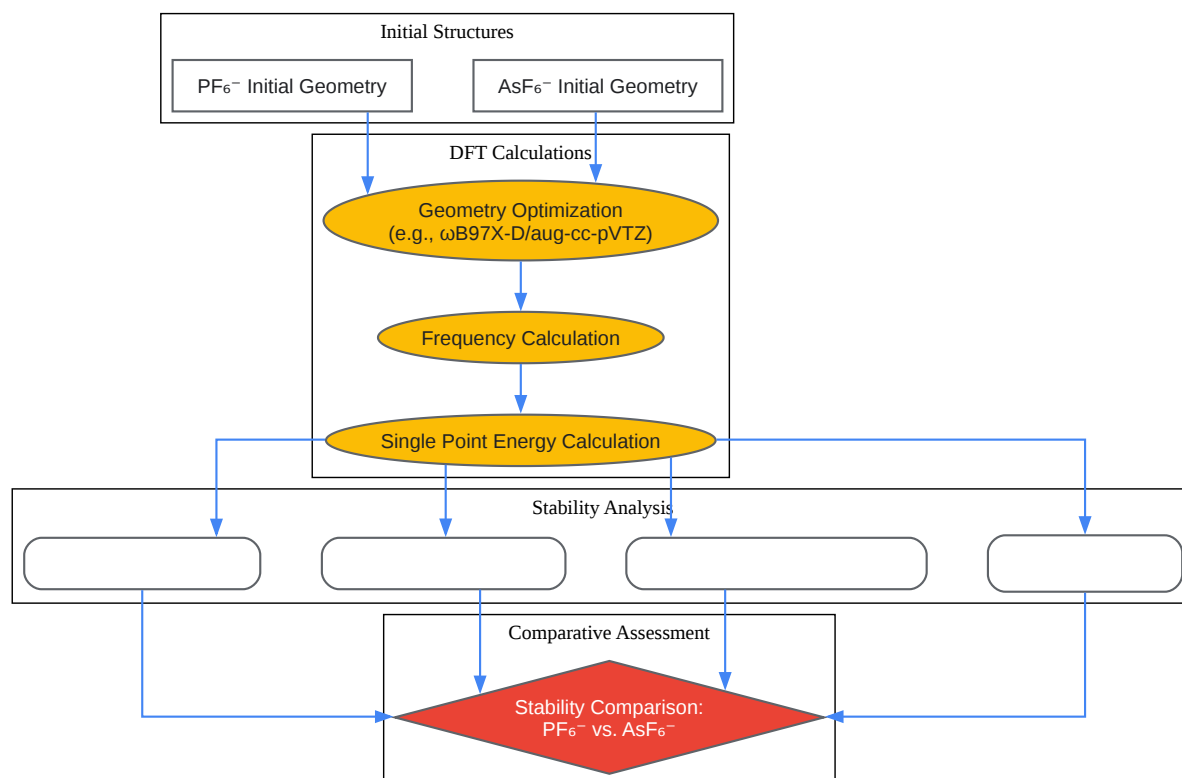 Initial Structures
PF₆⁻ Initial Geometry
AsF₆⁻ Initial Geometry
DFT Calculations
Geometry Optimization
(e.g., ωB97X-D/aug-cc-pVTZ)
Frequency Calculation
Single Point Energy Calculation
Stability Analysis
Comparative Assessment
Stability Comparison:
PF₆⁻ vs. AsF₆⁻